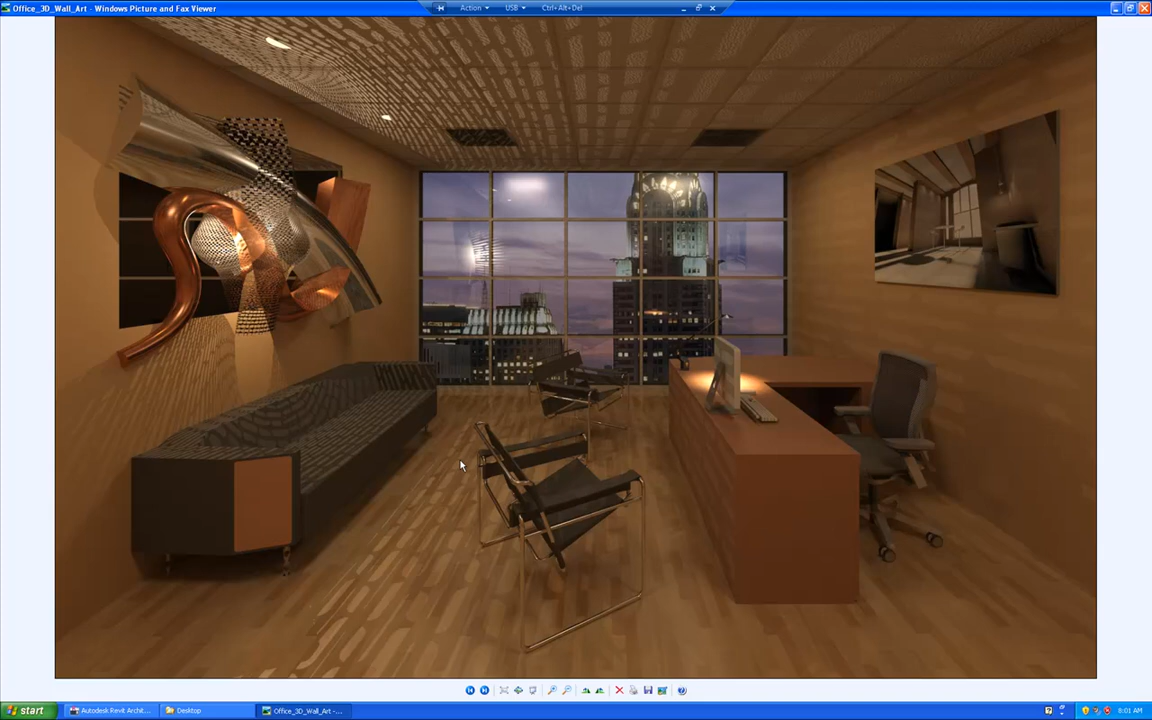 Office_3D_Wall_Art - Windows Picture and Fax Viewer
Action
USB
Ctrl+Alt+Del
start
Autodesk Revit Archit...
Desktop
Office_3D_Wall_Art -...
8:01 AM